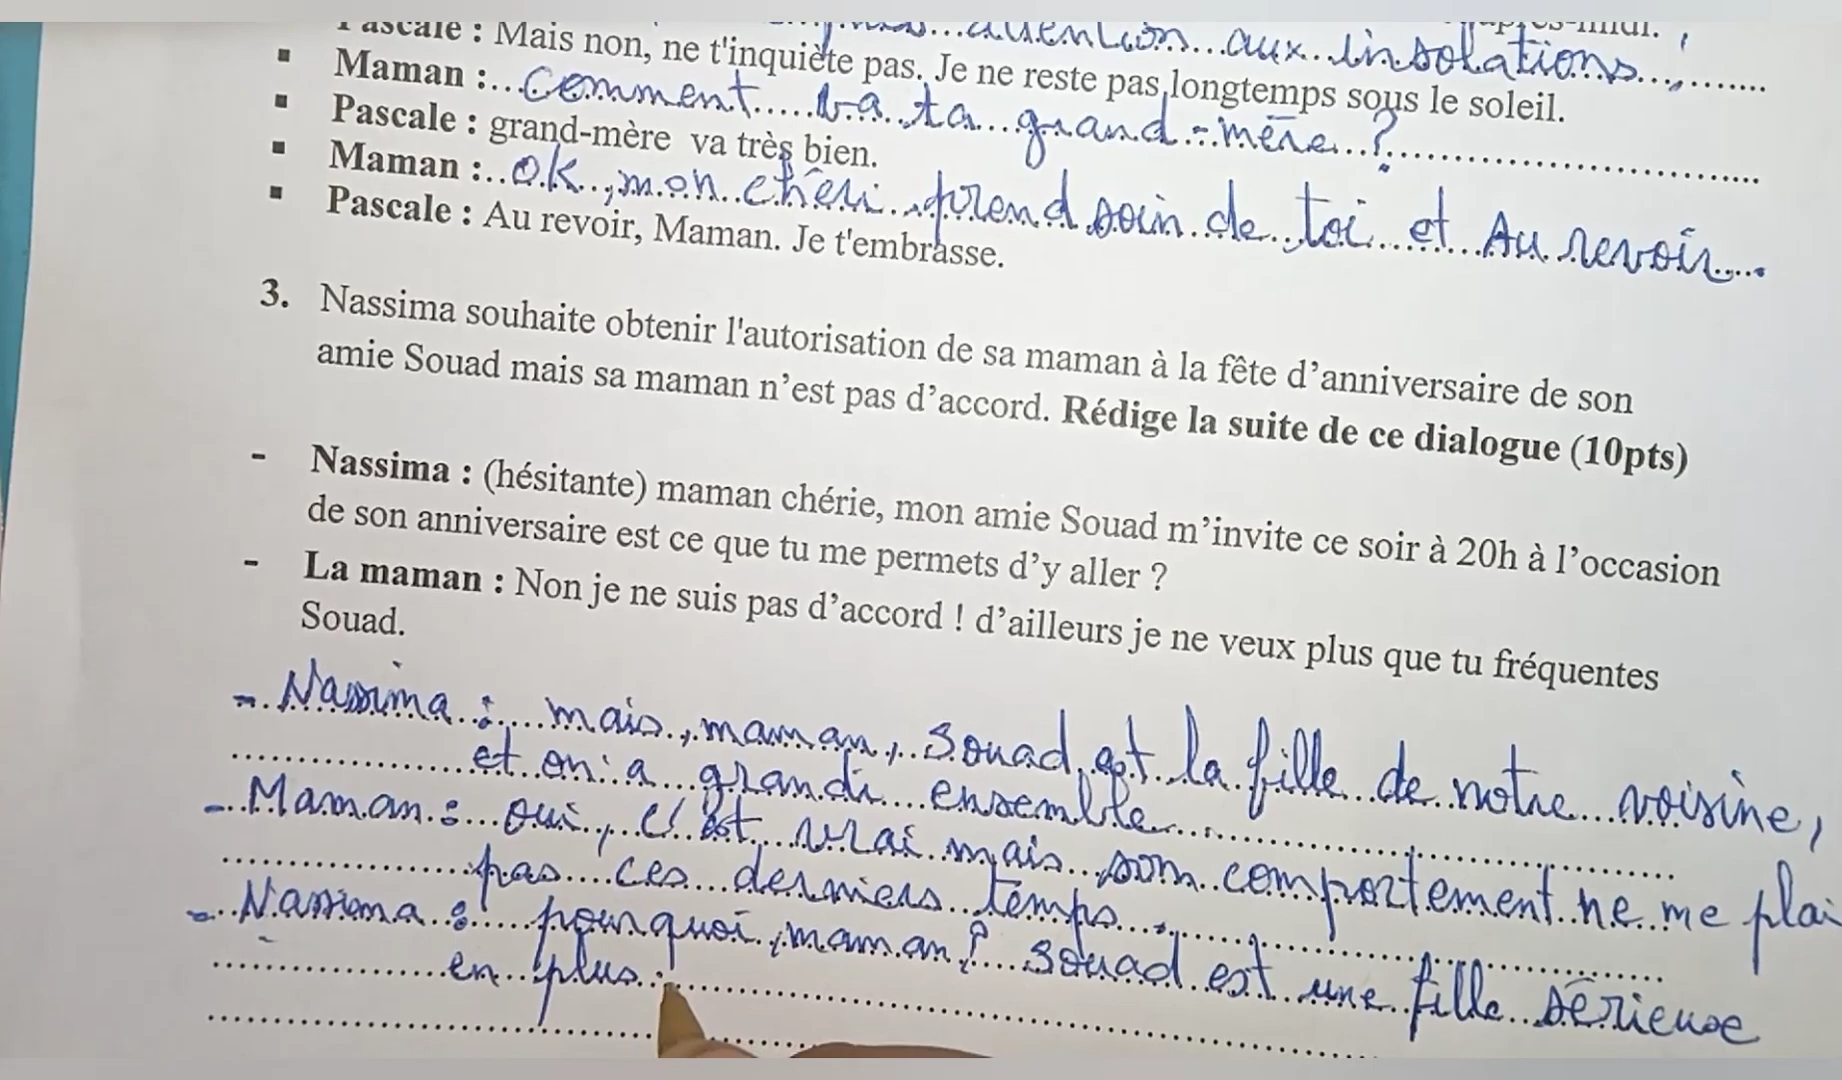 attention aux insolations
Pascale : Mais non, ne t'inquiète pas. Je ne reste pas longtemps sous le soleil.
▪ Maman : Comment va ta grand-mère ?
▪ Pascale : grand-mère va très bien.
▪ Maman : OK, mon chéri prend soin de toi et Au revoir
▪ Pascale : Au revoir, Maman. Je t'embrasse.
3. Nassima souhaite obtenir l'autorisation de sa maman à la fête d’anniversaire de son
amie Souad mais sa maman n’est pas d’accord. Rédige la suite de ce dialogue (10pts)
- Nassima : (hésitante) maman chérie, mon amie Souad m’invite ce soir à 20h à l’occasion
de son anniversaire est ce que tu me permets d’y aller ?
- La maman : Non je ne suis pas d’accord ! d’ailleurs je ne veux plus que tu fréquentes
Souad.
- Nassima : mais, maman, Souad est la fille de notre voisine,
et on a grandi ensemble
- Maman : oui, c'est vrai mais son comportement ne me plai
pas ces derniers temps.
- Nassima : pourquoi, maman ? Souad est une fille sérieuse
en plus